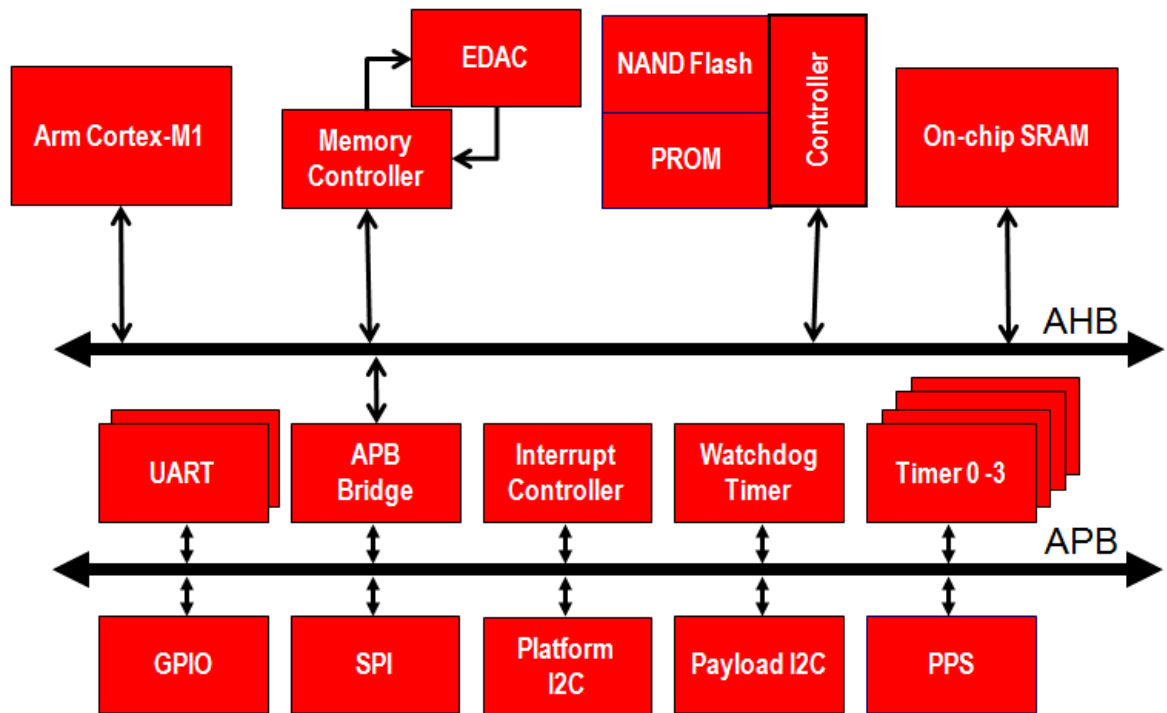 EDAC
NAND Flash
Controller
Arm Cortex-M1
Memory
Controller
PROM
On-chip SRAM
AHB
UART
APB
Bridge
Interrupt
Controller
Watchdog
Timer
Timer 0 -3
APB
GPIO
SPI
Platform
I2C
Payload I2C
PPS